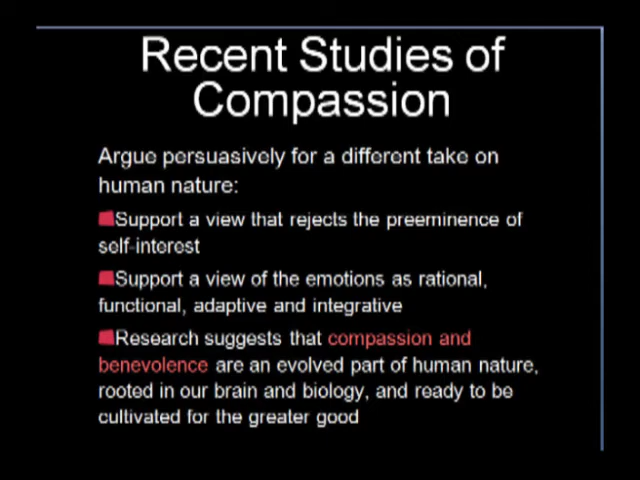 Recent Studies of
Compassion
Argue persuasively for a different take on
human nature:
Support a view that rejects the preeminence of
self-interest
Support a view of the emotions as rational,
functional, adaptive and integrative
Research suggests that compassion and
benevolence are an evolved part of human nature,
rooted in our brain and biology, and ready to be
cultivated for the greater good